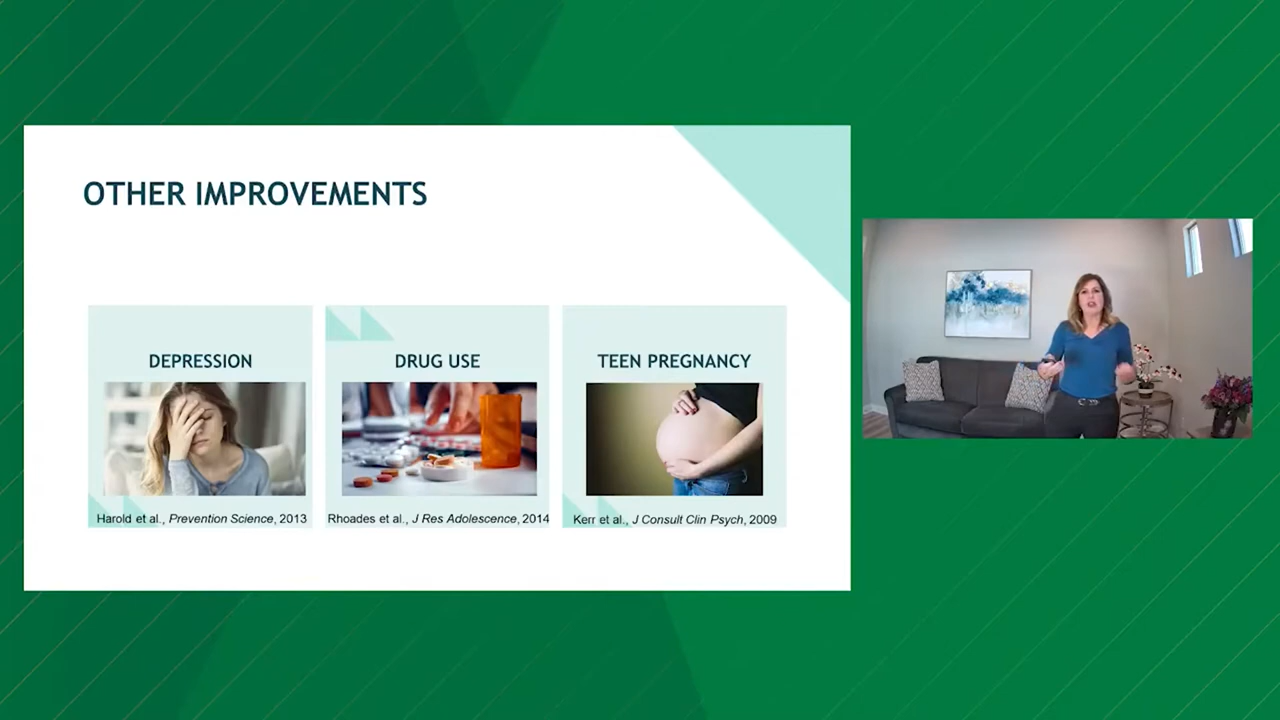 OTHER IMPROVEMENTS
DEPRESSION
DRUG USE
TEEN PREGNANCY
Harold et al., Prevention Science, 2013
Rhoades et al., J Res Adolescence, 2014
Kerr et al., J Consult Clin Psych, 2009